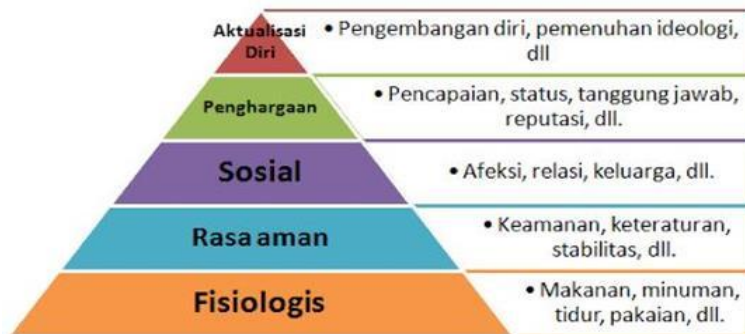 Aktualisasi
Diri
• Pengembangan diri, pemenuhan ideologi,
dll
Penghargaan
• Pencapaian, status, tanggung jawab,
reputasi, dll.
Sosial
• Afeksi, relasi, keluarga, dll.
Rasa aman
• Keamanan, keteraturan,
stabilitas, dll.
Fisiologis
• Makanan, minuman,
tidur, pakaian, dll.